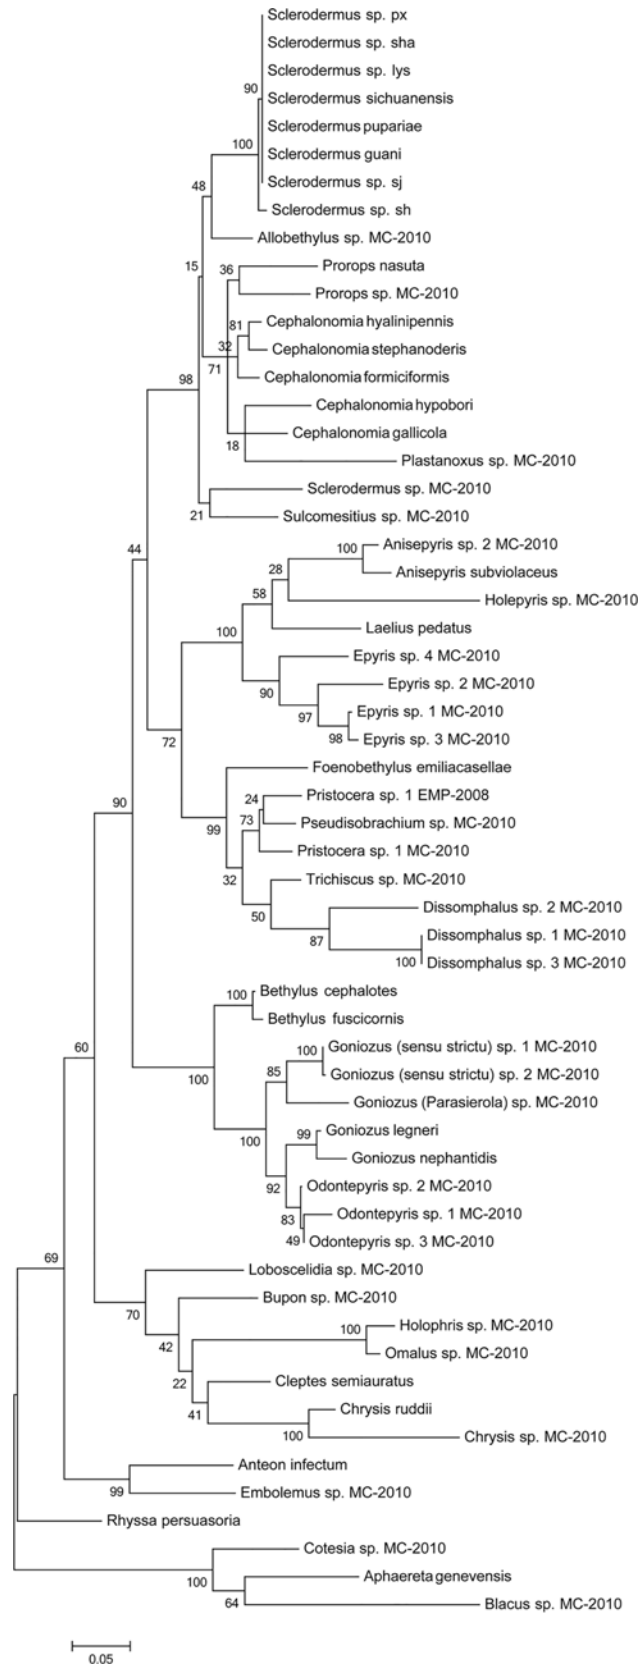 Sclerodermus sp. px
Sclerodermus sp. sha
Sclerodermus sp. lys
90
Sclerodermus sichuanensis
Sclerodermus pupariae
100
Sclerodermus guani
Sclerodermus sp. sj
48
Sclerodermus sp. sh
Allobethylus sp. MC-2010
15
36
Prorops nasuta
Prorops sp. MC-2010
81
Cephalonomia hyalinipennis
32
Cephalonomia stephanoderis
71
98
Cephalonomia formiciformis
Cephalonomia hypobori
Cephalonomia gallicola
18
Plastanoxus sp. MC-2010
Sclerodermus sp. MC-2010
21
Sulcomesitius sp. MC-2010
44
100
Anisepyris sp. 2 MC-2010
28
Anisepyris subviolaceus
58
Holepyris sp. MC-2010
100
Laelius pedatus
Epyris sp. 4 MC-2010
90
Epyris sp. 2 MC-2010
97
Epyris sp. 1 MC-2010
72
98
Epyris sp. 3 MC-2010
Foenobethylus emiliacasellae
90
24
Pristocera sp. 1 EMP-2008
99
73
Pseudisobrachium sp. MC-2010
Pristocera sp. 1 MC-2010
32
Trichiscus sp. MC-2010
50
Dissomphalus sp. 2 MC-2010
87
Dissomphalus sp. 1 MC-2010
100
Dissomphalus sp. 3 MC-2010
100
Bethylus cephalotes
Bethylus fuscicornis
60
100
Goniozus (sensu strictu) sp. 1 MC-2010
100
85
Goniozus (sensu strictu) sp. 2 MC-2010
Goniozus (Parasierola) sp. MC-2010
100
99
Goniozus legneri
Goniozus nephantidis
92
Odontepyris sp. 2 MC-2010
83
Odontepyris sp. 1 MC-2010
49
Odontepyris sp. 3 MC-2010
69
Loboscelidia sp. MC-2010
70
Bupon sp. MC-2010
42
100
Holophris sp. MC-2010
22
Omalus sp. MC-2010
Cleptes semiauratus
41
Chrysis ruddii
100
Chrysis sp. MC-2010
Anteon infectum
99
Embolemus sp. MC-2010
Rhyssa persuasoria
Cotesia sp. MC-2010
100
Aphaereta genevensis
64
Blacus sp. MC-2010
0.05